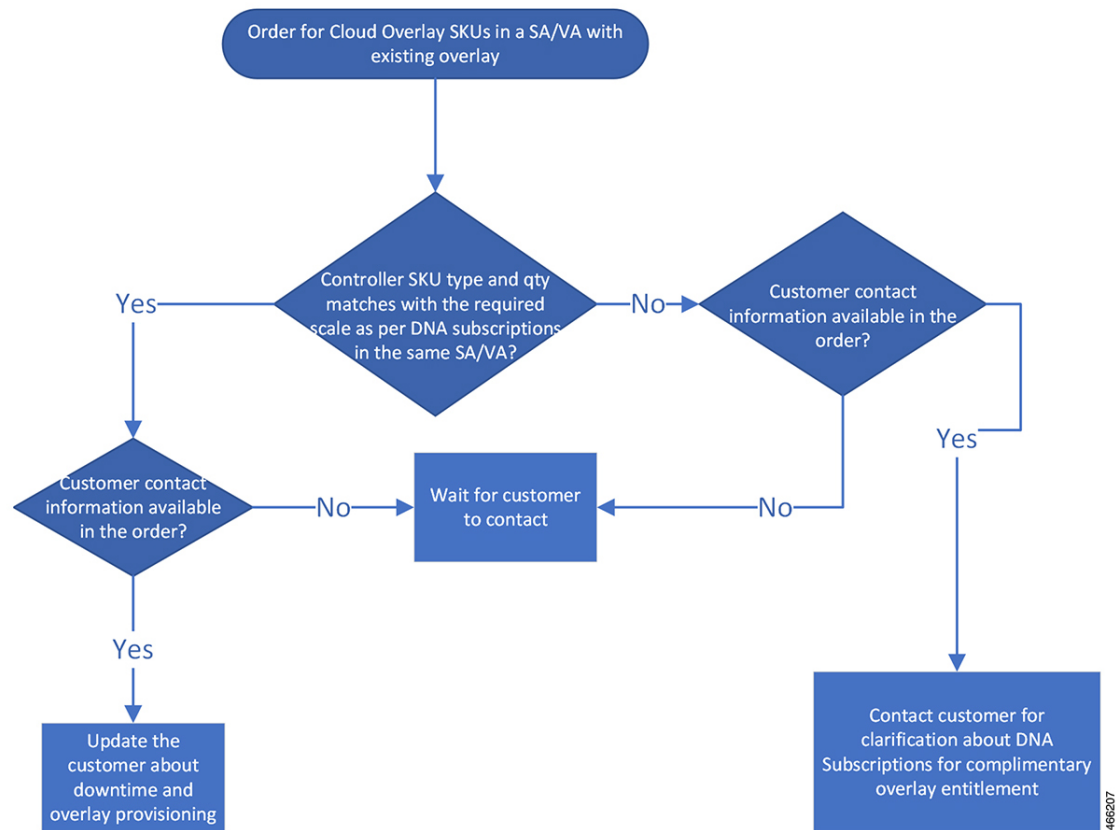 Order for Cloud Overlay SKUs in a SA/VA with
existing overlay
Controller SKU type and qty
matches with the required
scale as per DNA subscriptions
in the same SA/VA?
Yes
No
Customer contact
information available in the
order?
Customer contact
information available
in the order?
No
Wait for customer
to contact
No
Yes
Yes
Update the
customer about
downtime and
overlay provisioning
Contact customer for
clarification about DNA
Subscriptions for complimentary
overlay entitlement
466207